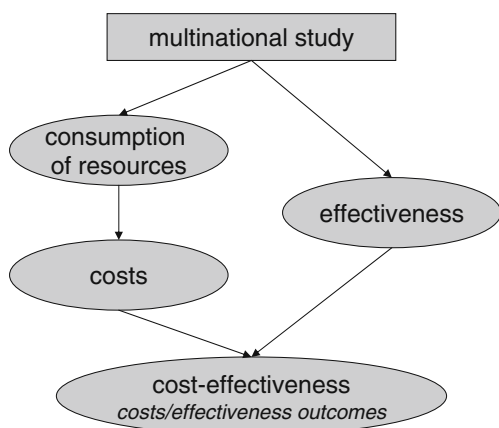 multinational study
consumption
of resources
effectiveness
costs
cost-effectiveness
costs/effectiveness outcomes